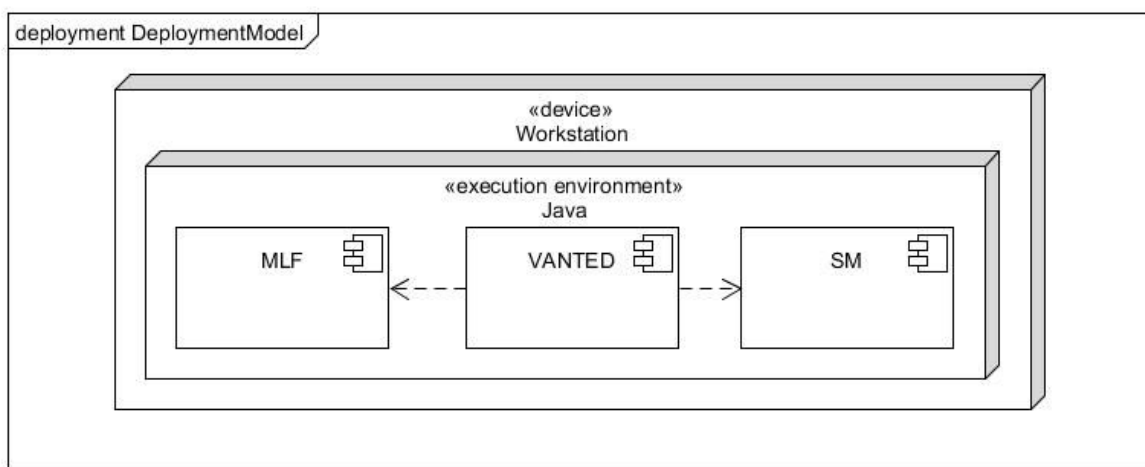 deployment DeploymentModel
«device»
Workstation
«execution environment»
Java
MLF
VANTED
SM